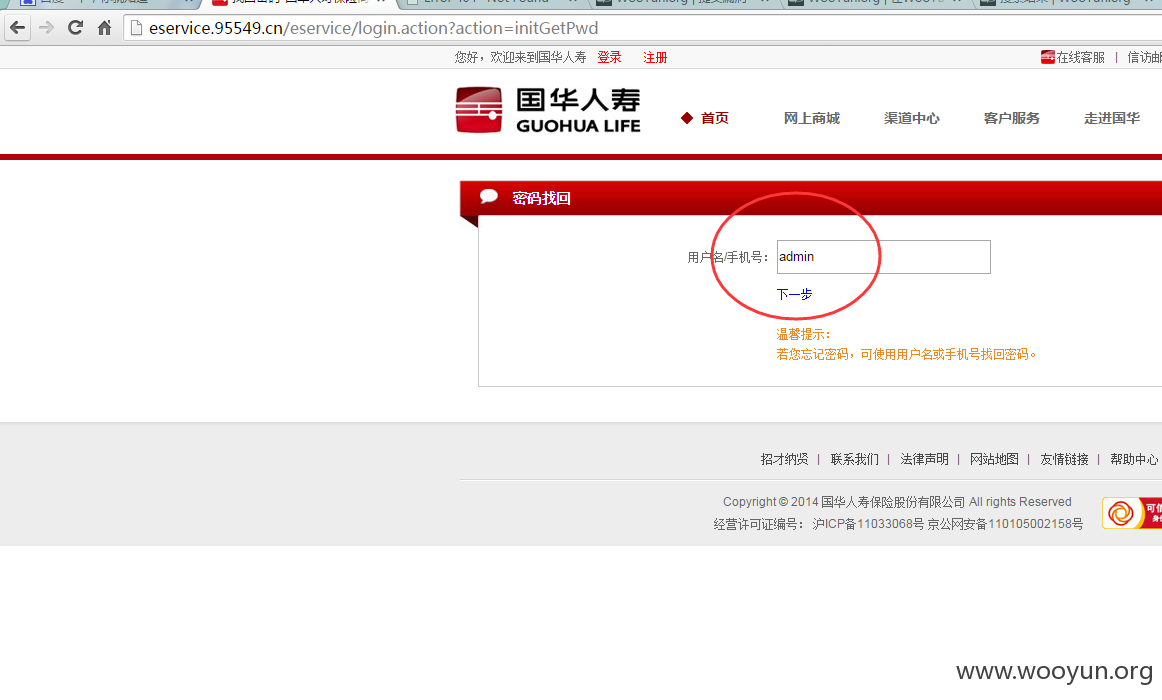 eservice.95549.cn/eservice/login.action?action=initGetPwd
您好，欢迎来到国华人寿 登录 注册 在线客服 | 信访邮
国华人寿
GUOHUA LIFE
首页 网上商城 渠道中心 客户服务 走进国华
密码找回
用户名/手机号： admin
下一步
温馨提示：
若您忘记密码，可使用用户名或手机号找回密码。
招才纳贤 | 联系我们 | 法律声明 | 网站地图 | 友情链接 | 帮助中心
Copyright © 2014 国华人寿保险股份有限公司 All rights Reserved
经营许可证编号： 沪ICP备11033068号 京公网安备110105002158号
可信
身份
www.wooyun.org